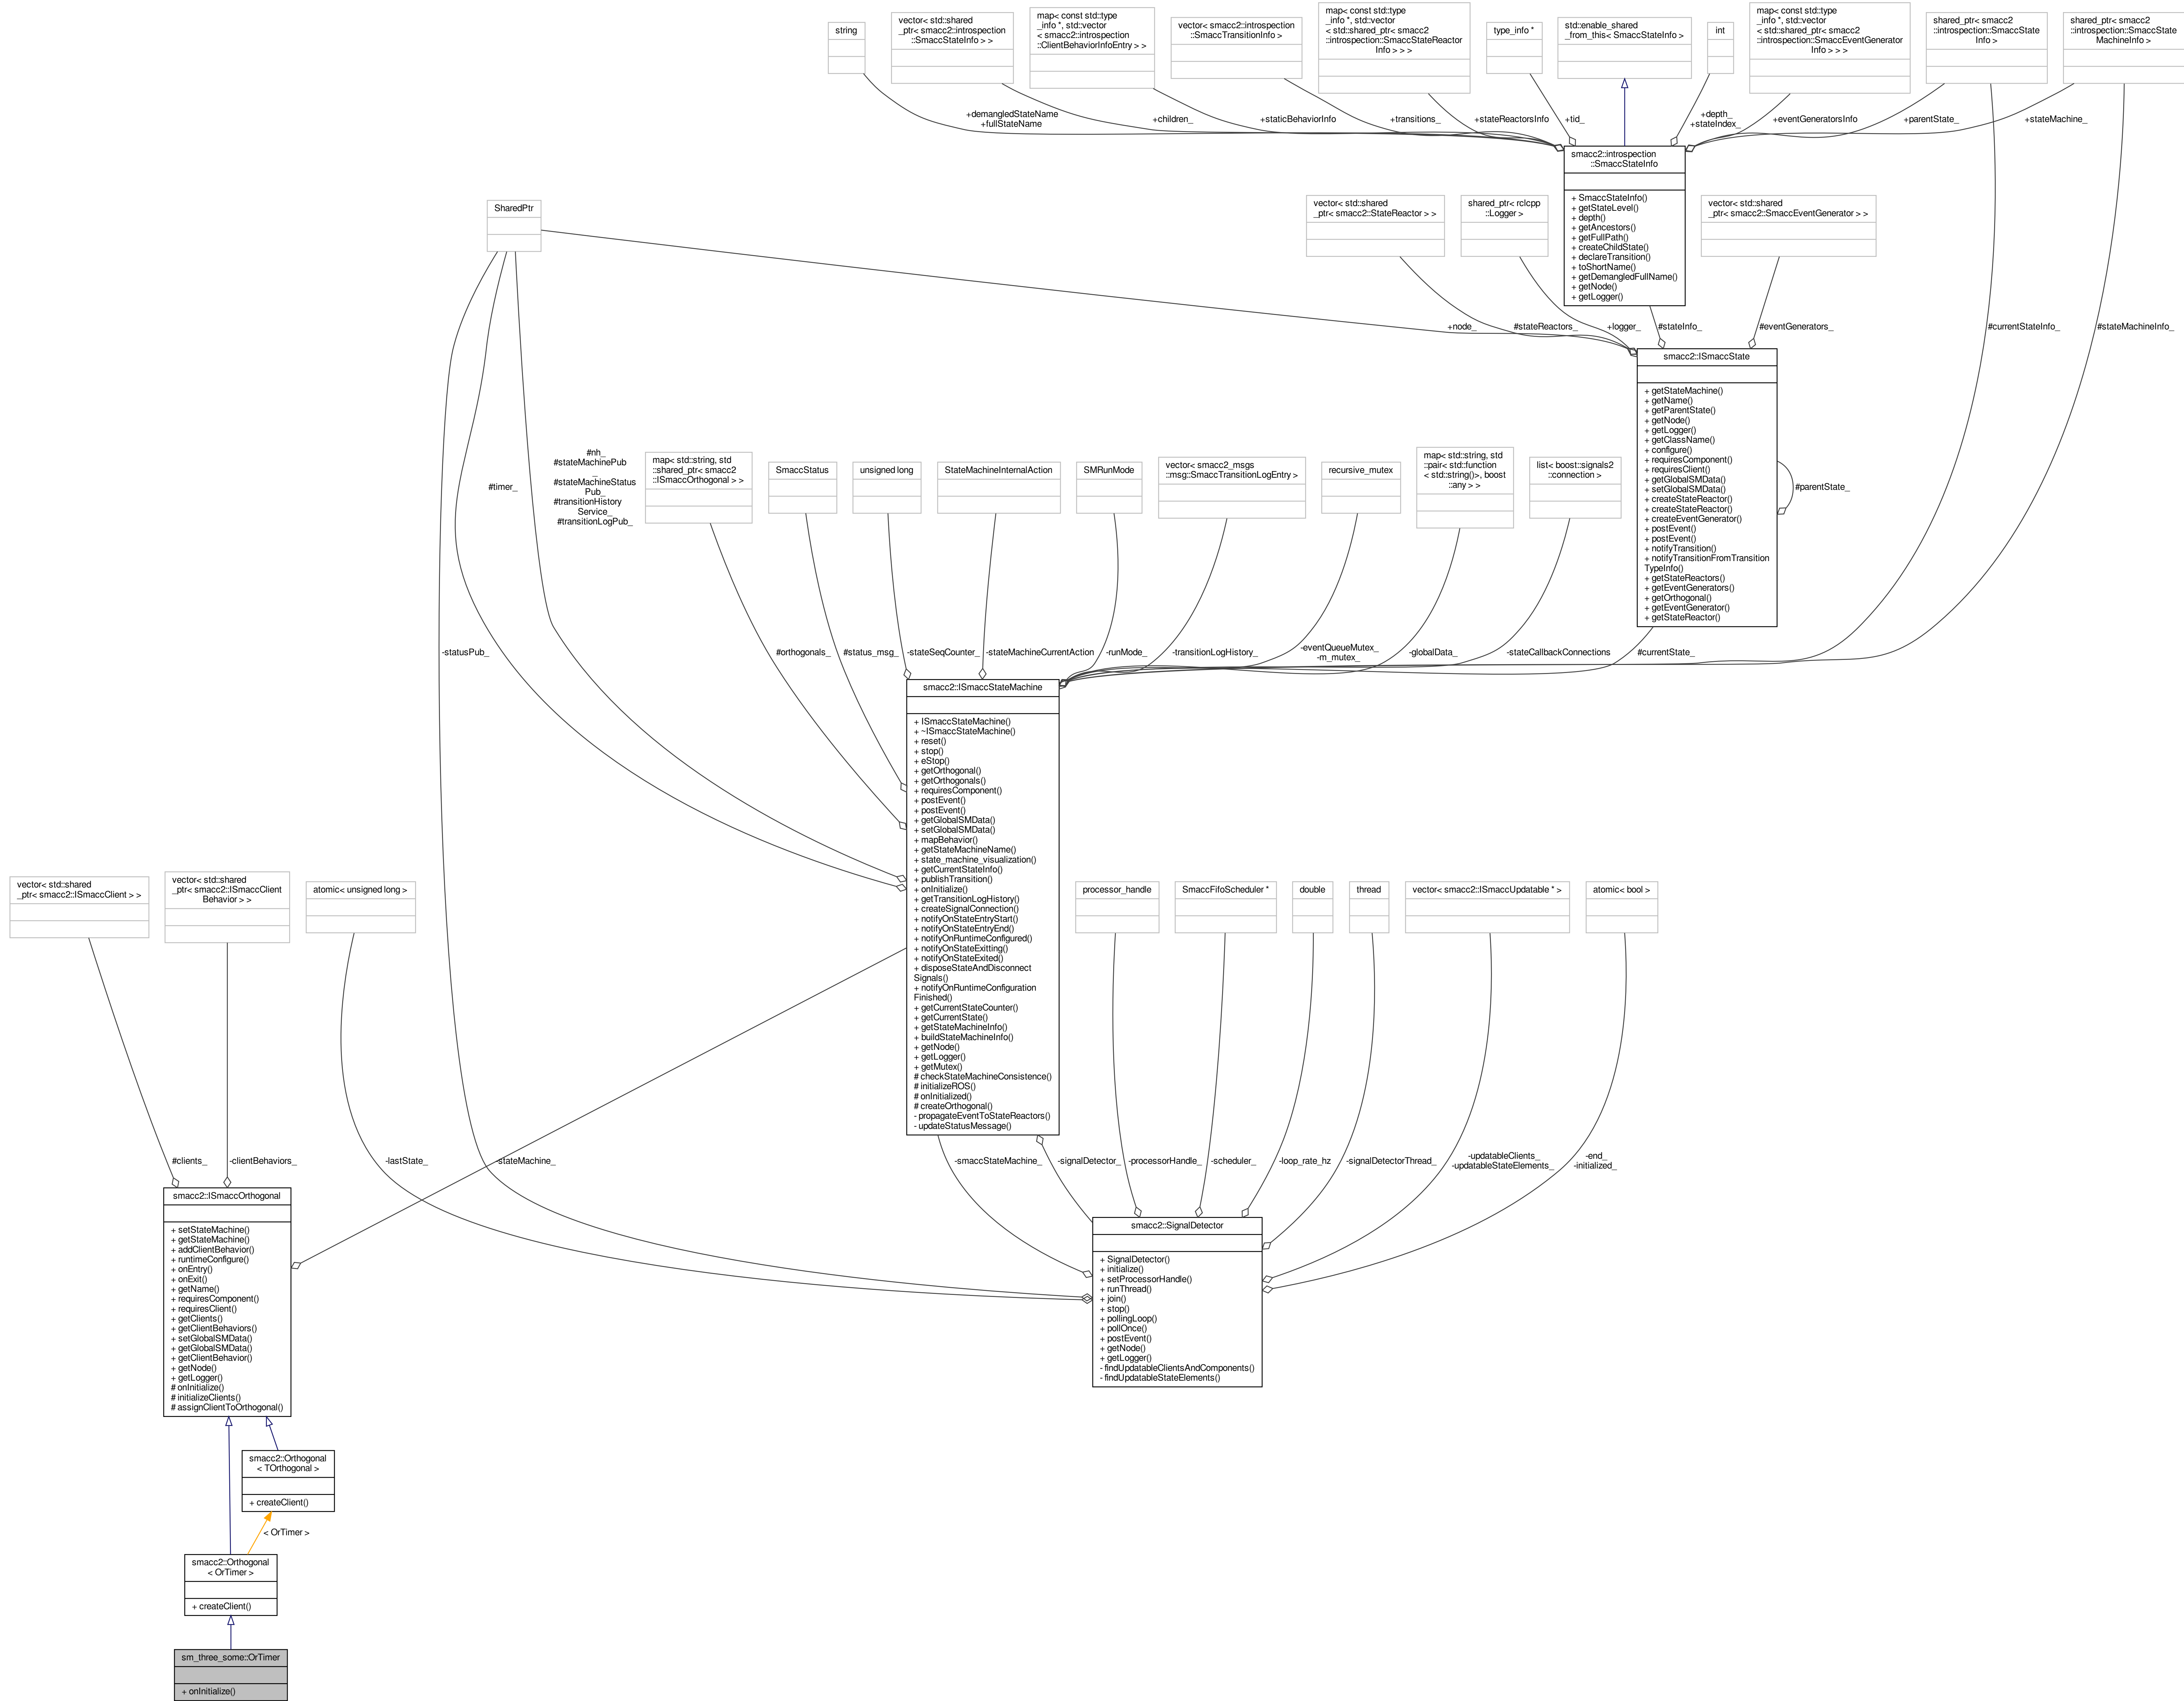 string
vector< std::shared
_ptr< smacc2::introspection
::SmaccStateInfo > >
map< const std::type
_info *, std::vector
< smacc2::introspection
::ClientBehaviorInfoEntry > >
vector< smacc2::introspection
::SmaccTransitionInfo >
map< const std::type
_info *, std::vector
< std::shared_ptr< smacc2
::introspection::SmaccStateReactor
Info > > >
type_info *
std::enable_shared
_from_this< SmaccStateInfo >
int
map< const std::type
_info *, std::vector
< std::shared_ptr< smacc2
::introspection::SmaccEventGenerator
Info > > >
shared_ptr< smacc2
::introspection::SmaccState
Info >
shared_ptr< smacc2
::introspection::SmaccState
MachineInfo >
+demangledStateName
+fullStateName
+children_
+staticBehaviorInfo
+transitions_
+stateReactorsInfo
+tid_
+depth_
+stateIndex_
+eventGeneratorsInfo
+parentState_
+stateMachine_
smacc2::introspection
::SmaccStateInfo
+ SmaccStateInfo()
+ getStateLevel()
+ depth()
+ getAncestors()
+ getFullPath()
+ createChildState()
+ declareTransition()
+ toShortName()
+ getDemangledFullName()
+ getNode()
+ getLogger()
SharedPtr
vector< std::shared
_ptr< smacc2::StateReactor > >
shared_ptr< rclcpp
::Logger >
vector< std::shared
_ptr< smacc2::SmaccEventGenerator > >
+node_
#stateReactors_
+logger_
#stateInfo_
#eventGenerators_
#currentStateInfo_
#stateMachineInfo_
smacc2::ISmaccState
+ getStateMachine()
+ getName()
+ getParentState()
+ getNode()
+ getLogger()
+ getClassName()
+ configure()
+ requiresComponent()
+ requiresClient()
+ getGlobalSMData()
+ setGlobalSMData()
+ createStateReactor()
+ createStateReactor()
+ createEventGenerator()
+ postEvent()
+ postEvent()
+ notifyTransition()
+ notifyTransitionFromTransition
TypeInfo()
+ getStateReactors()
+ getEventGenerators()
+ getOrthogonal()
+ getEventGenerator()
+ getStateReactor()
#parentState_
#timer_
#nh_
#stateMachinePub
_
#stateMachineStatus
Pub_
#transitionHistory
Service_
#transitionLogPub_
map< std::string, std
::shared_ptr< smacc2
::ISmaccOrthogonal > >
SmaccStatus
unsigned long
StateMachineInternalAction
SMRunMode
vector< smacc2_msgs
::msg::SmaccTransitionLogEntry >
recursive_mutex
map< std::string, std
::pair< std::function
< std::string()>, boost
::any > >
list< boost::signals2
::connection >
-statusPub_
#orthogonals_
#status_msg_
-stateSeqCounter_
-stateMachineCurrentAction
-runMode_
-transitionLogHistory_
-eventQueueMutex_
-m_mutex_
-globalData_
-stateCallbackConnections
#currentState_
smacc2::ISmaccStateMachine
+ ISmaccStateMachine()
+ ~ISmaccStateMachine()
+ reset()
+ stop()
+ eStop()
+ getOrthogonal()
+ getOrthogonals()
+ requiresComponent()
+ postEvent()
+ postEvent()
+ getGlobalSMData()
+ setGlobalSMData()
+ mapBehavior()
+ getStateMachineName()
+ state_machine_visualization()
+ getCurrentStateInfo()
+ publishTransition()
+ onInitialize()
+ getTransitionLogHistory()
+ createSignalConnection()
+ notifyOnStateEntryStart()
+ notifyOnStateEntryEnd()
+ notifyOnRuntimeConfigured()
+ notifyOnStateExitting()
+ notifyOnStateExited()
+ disposeStateAndDisconnect
Signals()
+ notifyOnRuntimeConfiguration
Finished()
+ getCurrentStateCounter()
+ getCurrentState()
+ getStateMachineInfo()
+ buildStateMachineInfo()
+ getNode()
+ getLogger()
+ getMutex()
# checkStateMachineConsistence()
# initializeROS()
# onInitialized()
# createOrthogonal()
- propagateEventToStateReactors()
- updateStatusMessage()
vector< std::shared
_ptr< smacc2::ISmaccClient > >
vector< std::shared
_ptr< smacc2::ISmaccClient
Behavior > >
atomic< unsigned long >
processor_handle
SmaccFifoScheduler *
double
thread
vector< smacc2::ISmaccUpdatable * >
atomic< bool >
#clients_
-clientBehaviors_
-lastState_
-stateMachine_
-smaccStateMachine_
-signalDetector_
-processorHandle_
-scheduler_
-loop_rate_hz
-signalDetectorThread_
-updatableClients_
-updatableStateElements_
-end_
-initialized_
smacc2::ISmaccOrthogonal
+ setStateMachine()
+ getStateMachine()
+ addClientBehavior()
+ runtimeConfigure()
+ onEntry()
+ onExit()
+ getName()
+ requiresComponent()
+ requiresClient()
+ getClients()
+ getClientBehaviors()
+ setGlobalSMData()
+ getGlobalSMData()
+ getClientBehavior()
+ getNode()
+ getLogger()
# onInitialize()
# initializeClients()
# assignClientToOrthogonal()
smacc2::SignalDetector
+ SignalDetector()
+ initialize()
+ setProcessorHandle()
+ runThread()
+ join()
+ stop()
+ pollingLoop()
+ pollOnce()
+ postEvent()
+ getNode()
+ getLogger()
- findUpdatableClientsAndComponents()
- findUpdatableStateElements()
smacc2::Orthogonal
< TOrthogonal >
+ createClient()
< OrTimer >
smacc2::Orthogonal
< OrTimer >
+ createClient()
sm_three_some::OrTimer
+ onInitialize()